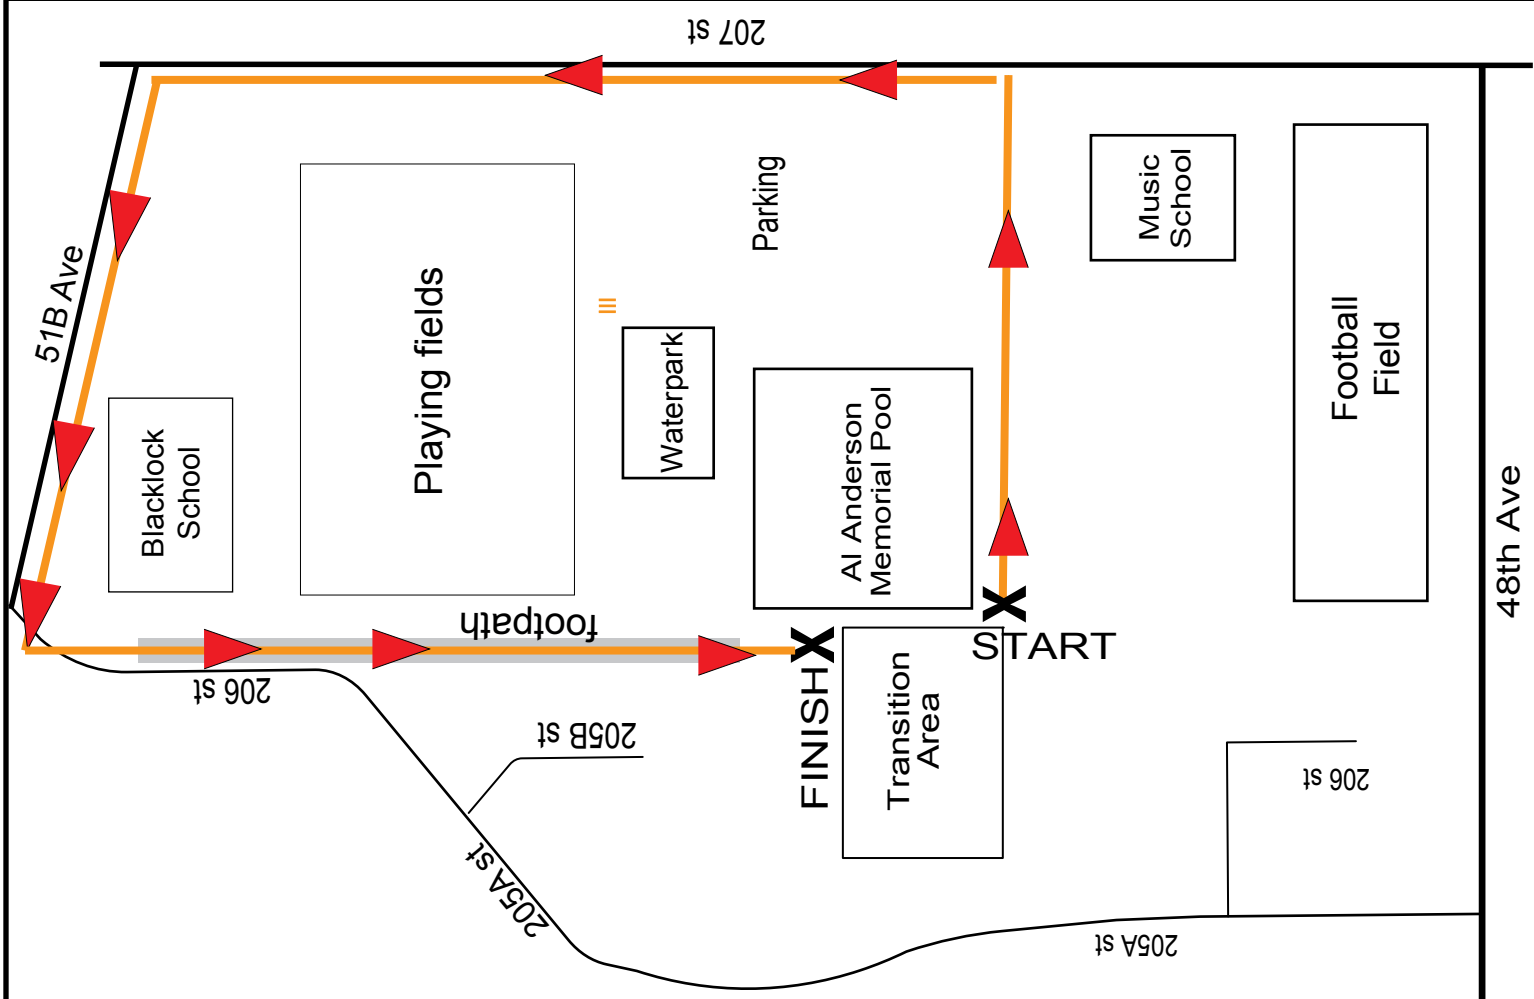 207 st
51B Ave
Parking
Music
School
Playing fields
Waterpark
Football
Field
Blacklock
School
Al Anderson
Memorial Pool
48th Ave
footpath
START
FINISH
Transition
Area
206 st
205B st
206 st
205A st
205A st